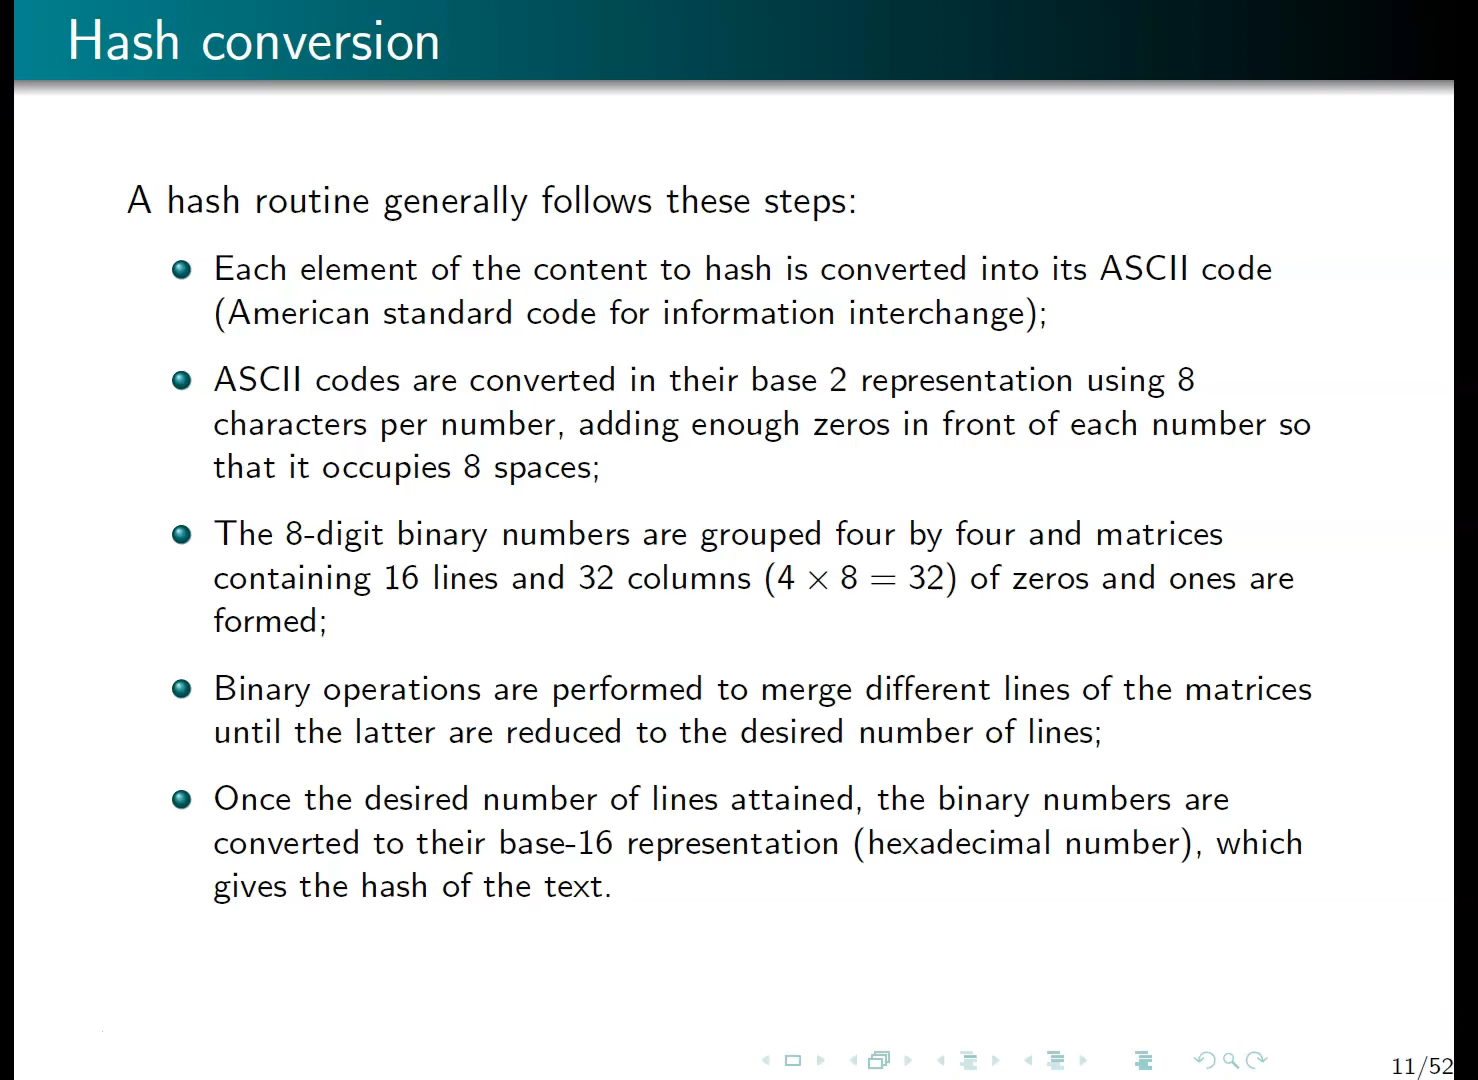 Hash conversion
A hash routine generally follows these steps:
Each element of the content to hash is converted into its ASCII code
(American standard code for information interchange);
ASCII codes are converted in their base 2 representation using 8
characters per number, adding enough zeros in front of each number so
that it occupies 8 spaces;
The 8-digit binary numbers are grouped four by four and matrices
containing 16 lines and 32 columns (4 × 8 = 32) of zeros and ones are
formed;
Binary operations are performed to merge different lines of the matrices
until the latter are reduced to the desired number of lines;
Once the desired number of lines attained, the binary numbers are
converted to their base-16 representation (hexadecimal number), which
gives the hash of the text.
11/52